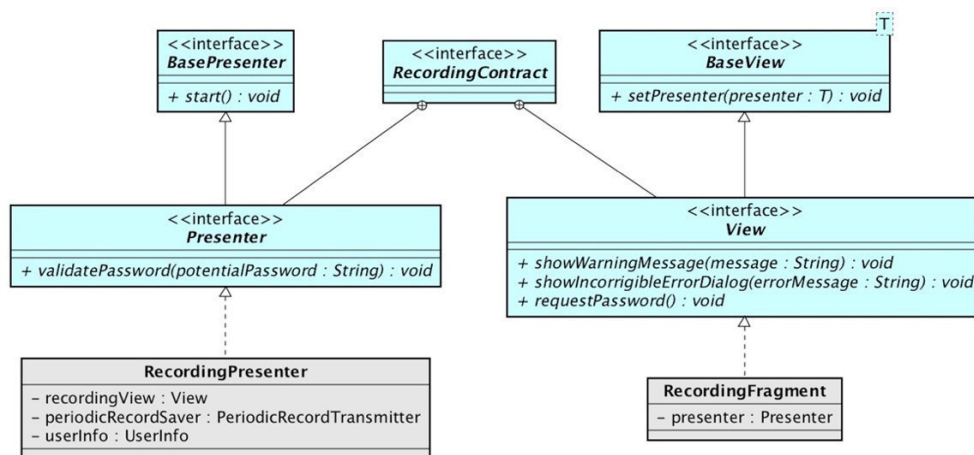 <<interface>>
BasePresenter
+ start() : void
<<interface>>
RecordingContract
T
<<interface>>
BaseView
+ setPresenter(presenter : T) : void
<<interface>>
Presenter
+ validatePassword(potentialPassword : String) : void
<<interface>>
View
+ showWarningMessage(message : String) : void
+ showIncorrigibleErrorDialog(errorMessage : String) : void
+ requestPassword() : void
RecordingPresenter
– recordingView : View
– periodicRecordSaver : PeriodicRecordTransmitter
– userInfo : UserInfo
RecordingFragment
– presenter : Presenter